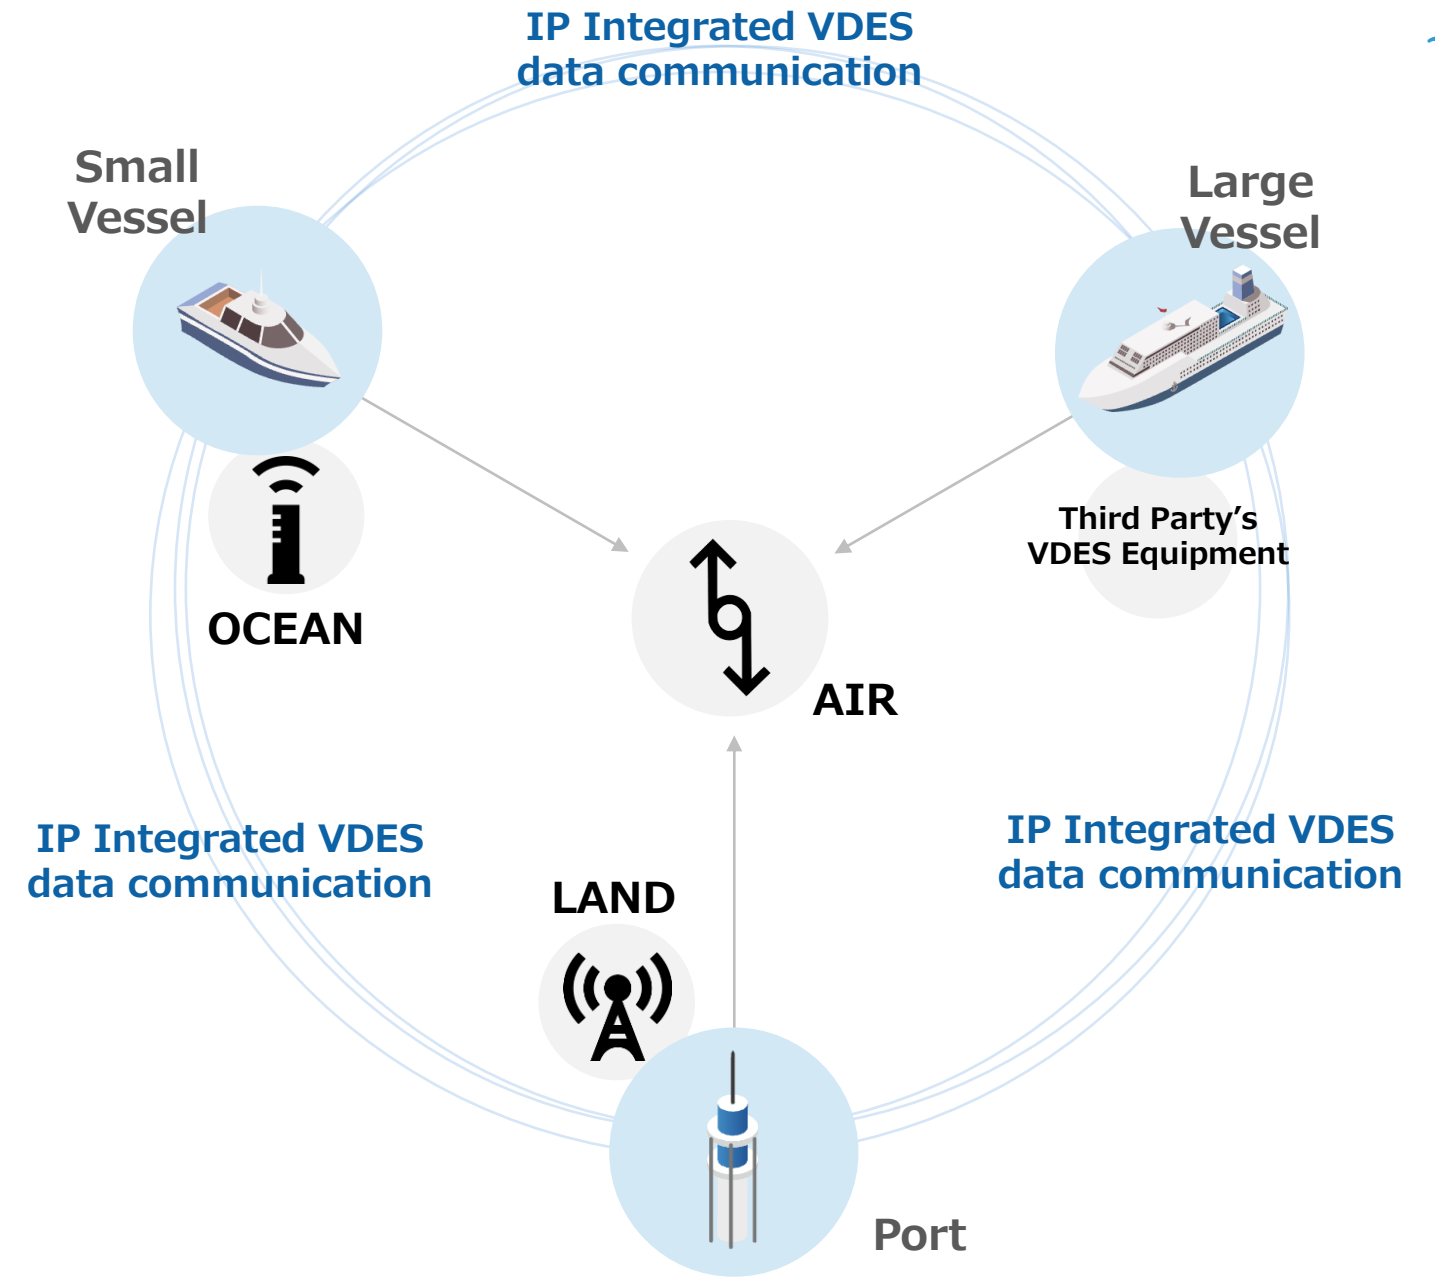 IP Integrated VDES
data communication
Small
Vessel
Large
Vessel
Third Party’s
VDES Equipment
OCEAN
AIR
IP Integrated VDES
data communication
IP Integrated VDES
data communication
LAND
Port